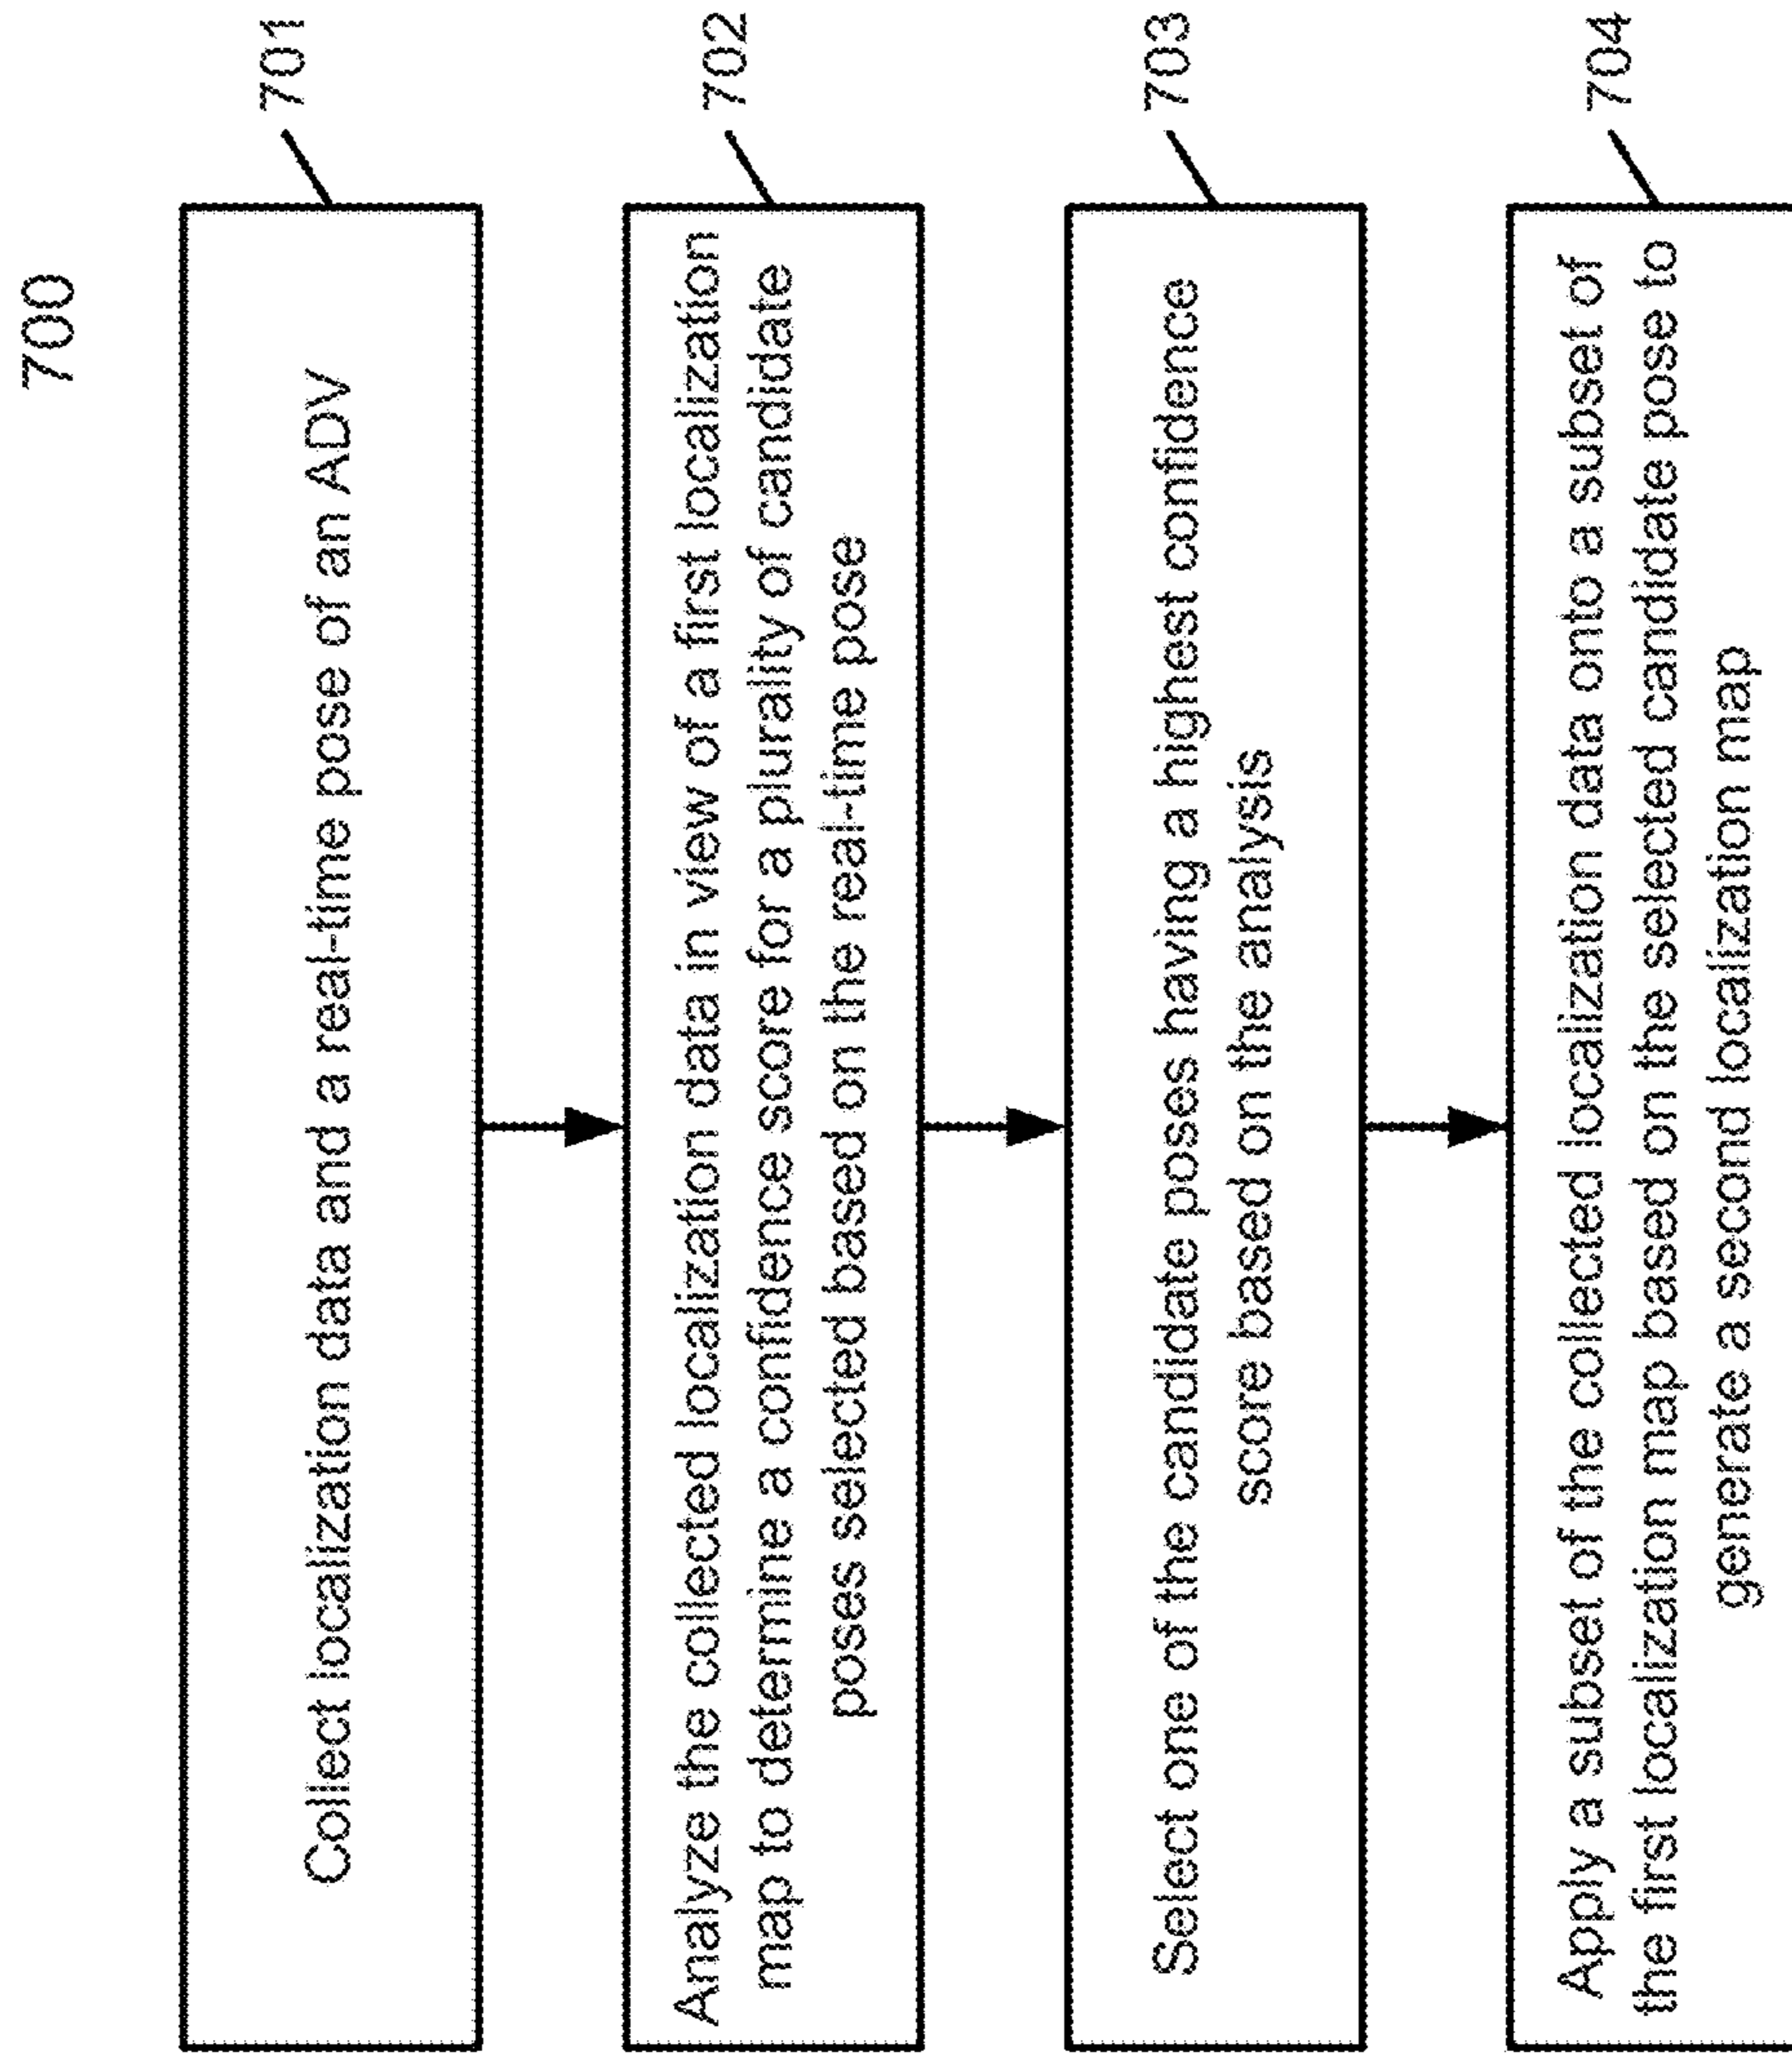 700
Collect localization data and a real-time pose of an ADV
701
Analyze the collected localization data in view of a first localization
map to determine a confidence score for a plurality of candidate
poses selected based on the real-time pose
702
Select one of the candidate poses having a highest confidence
score based on the analysis
703
Apply a subset of the collected localization data onto a subset of
the first localization map based on the selected candidate pose to
generate a second localization map
704